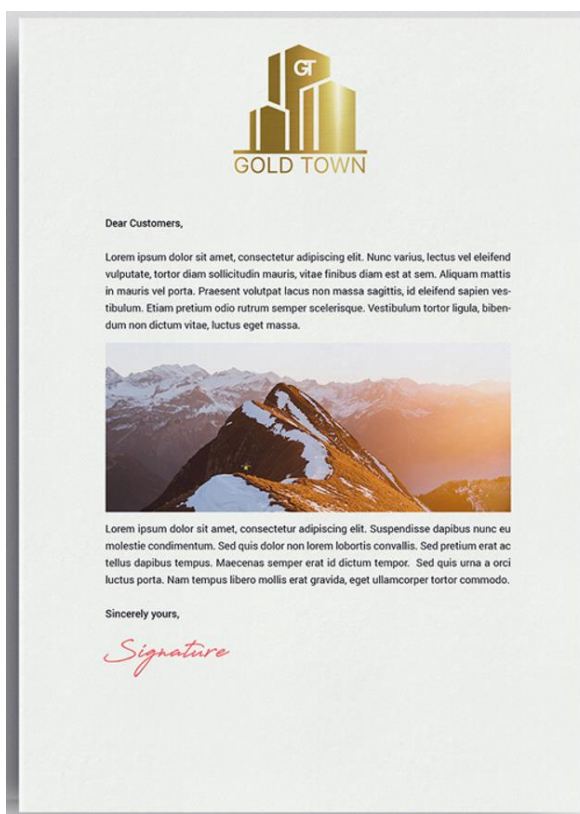 GT
GOLD TOWN
Dear Customers,
Lorem ipsum dolor sit amet, consectetur adipiscing elit. Nunc varius, lectus vel eleifend
vulputate, tortor diam sollicitudin mauris, vitae finibus diam est at sem. Aliquam mattis
in mauris vel porta. Praesent volutpat lacus non massa sagittis, id eleifend sapien ves-
tibulum. Etiam pretium odio rutrum semper scelerisque. Vestibulum tortor ligula, biben-
dum non dictum vitae, luctus eget massa.
Lorem ipsum dolor sit amet, consectetur adipiscing elit. Suspendisse dapibus nunc eu
molestie condimentum. Sed quis dolor non lorem lobortis convallis. Sed pretium erat ac
tellus dapibus tempus. Maecenas semper erat id dictum tempor. Sed quis urna a orci
luctus porta. Nam tempus libero mollis erat gravida, eget ullamcorper tortor commodo.
Sincerely yours,
Signature